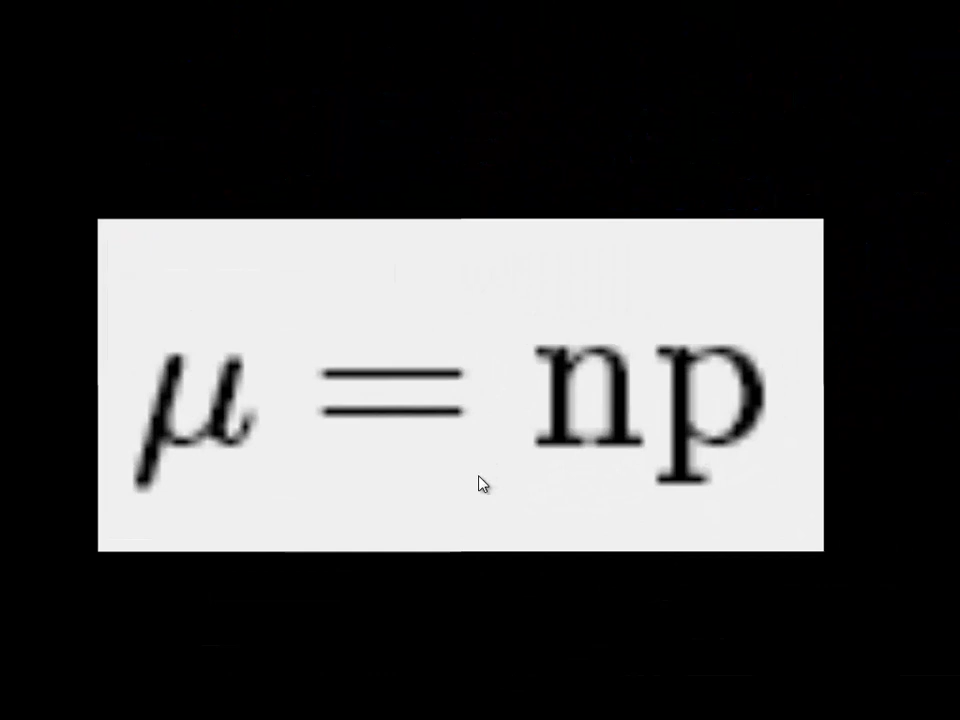 μ = np